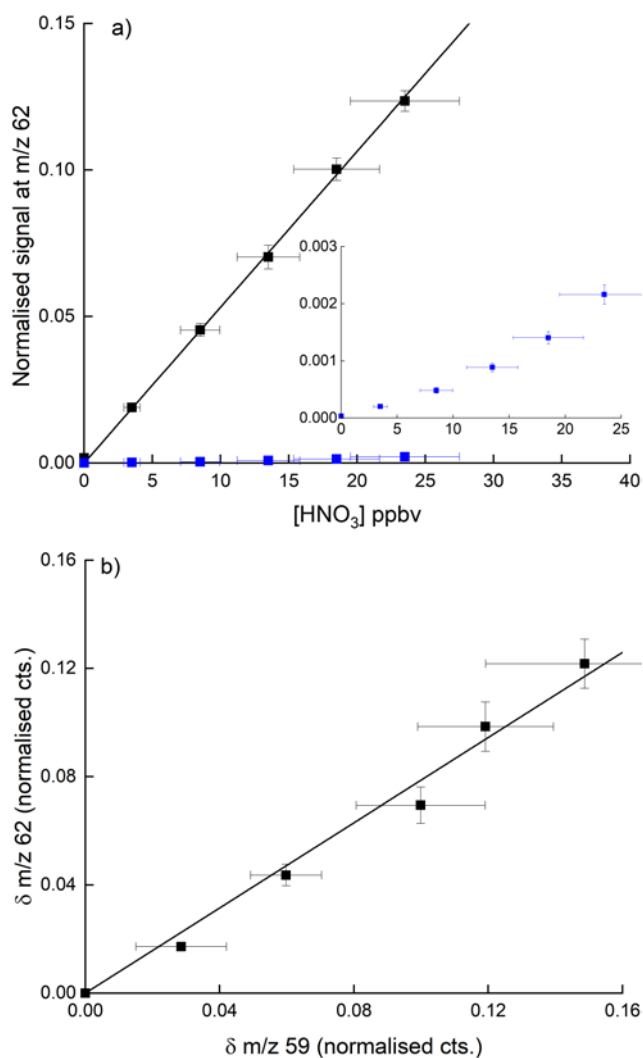 a)
Normalised signal at m/z 62
0.15
0.10
0.05
0.00
0.003
0.002
0.001
0.000
0 5 10 15 20 25
0 5 10 15 20 25 30 35 40
[HNO₃] ppbv
b)
δ m/z 62 (normalised cts.)
0.16
0.12
0.08
0.04
0.00
0.00 0.04 0.08 0.12 0.16
δ m/z 59 (normalised cts.)